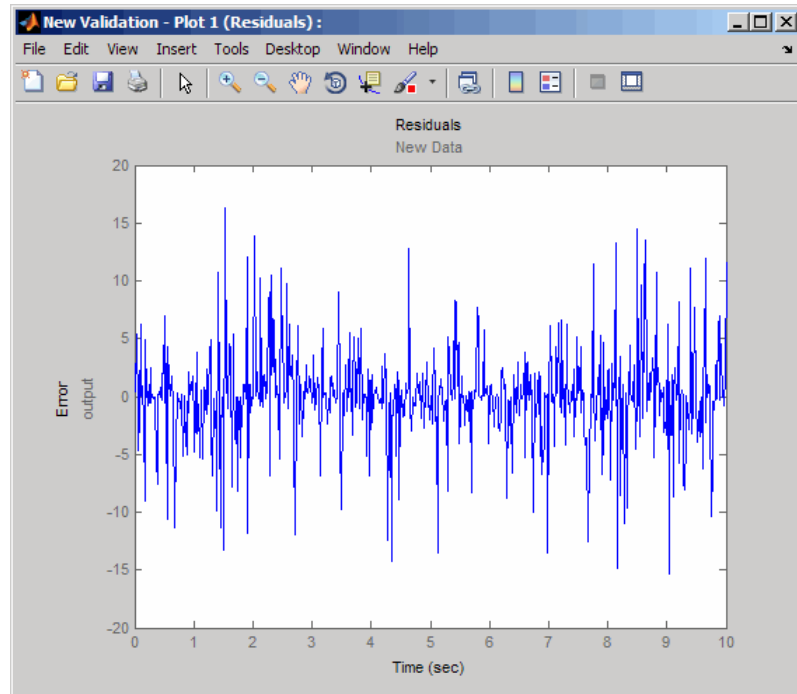 New Validation - Plot 1 (Residuals) :
File Edit View Insert Tools Desktop Window Help
Residuals
New Data
20
15
10
5
0
-5
-10
-15
-20
Error
output
0 1 2 3 4 5 6 7 8 9 10
Time (sec)